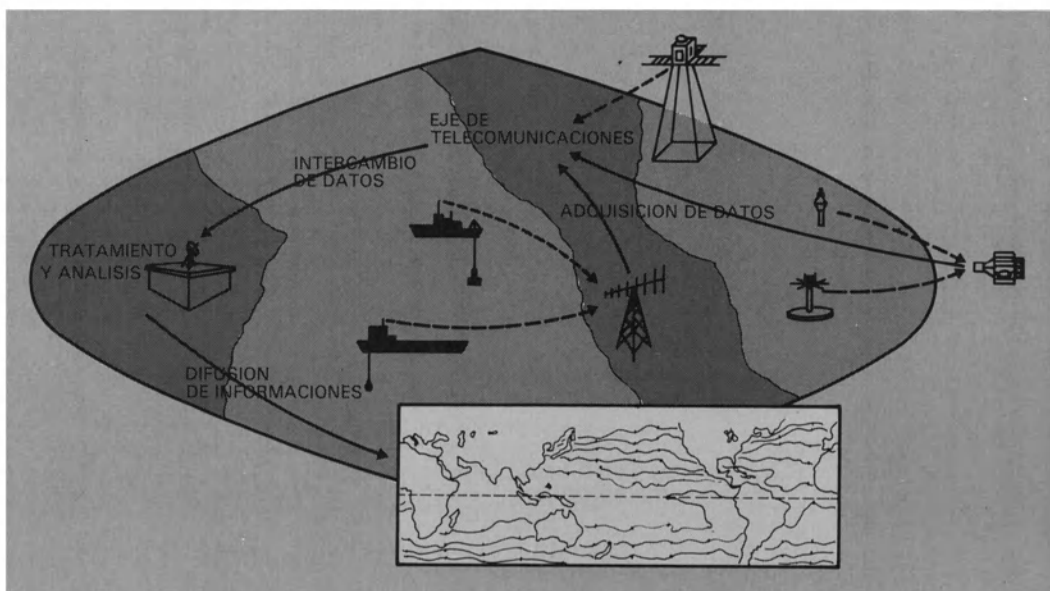 EJE DE
TELECOMUNICACIONES
INTERCAMBIO
DE DATOS
ADQUISICION DE DATOS
TRATAMIENTO
Y ANALISIS
DIFUSION
DE INFORMACIONES